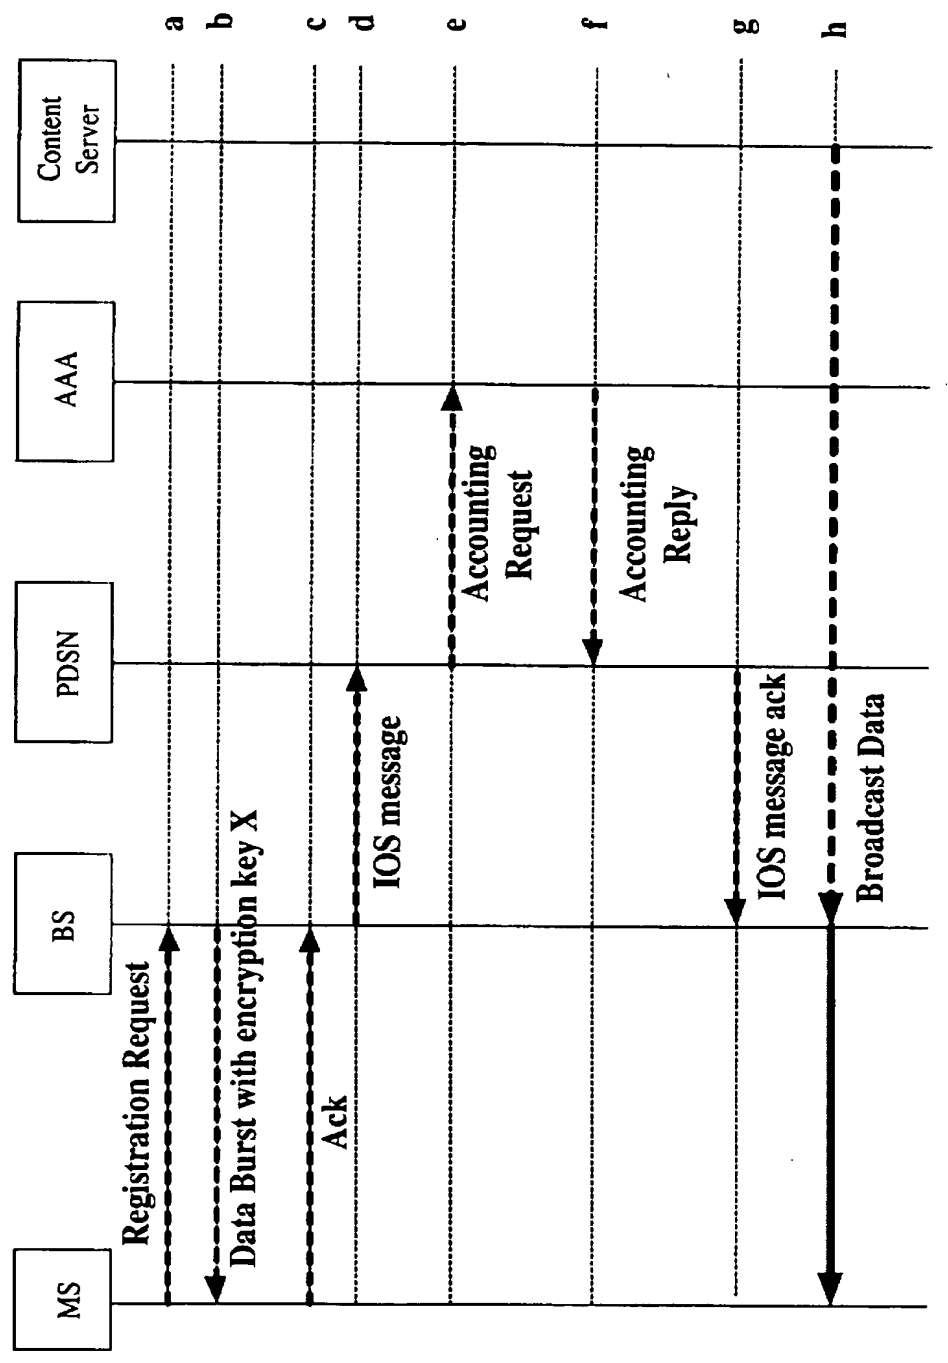 MS
BS
PDSN
AAA
Content
Server
Registration Request
a
Data Burst with encryption key X
b
Ack
c
IOS message
d
Accounting
Request
e
Accounting
Reply
f
IOS message ack
g
Broadcast Data
h